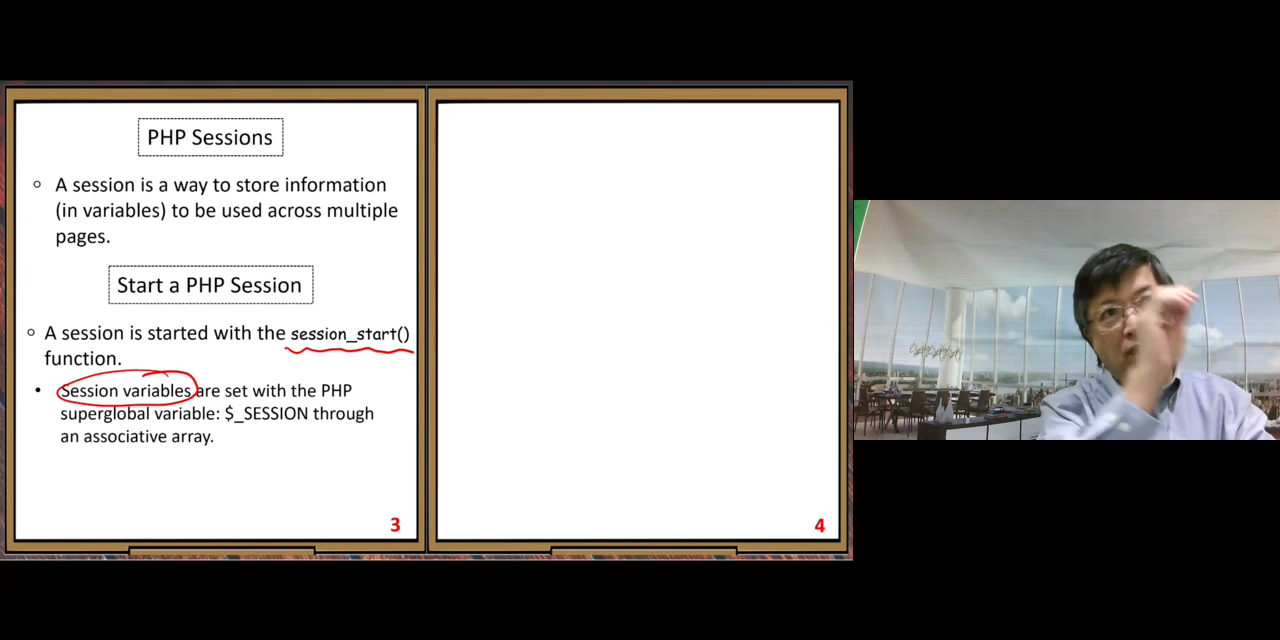 PHP Sessions
A session is a way to store information
(in variables) to be used across multiple
pages.
Start a PHP Session
A session is started with the session_start()
function.
Session variables are set with the PHP
superglobal variable: $_SESSION through
an associative array.
3
4